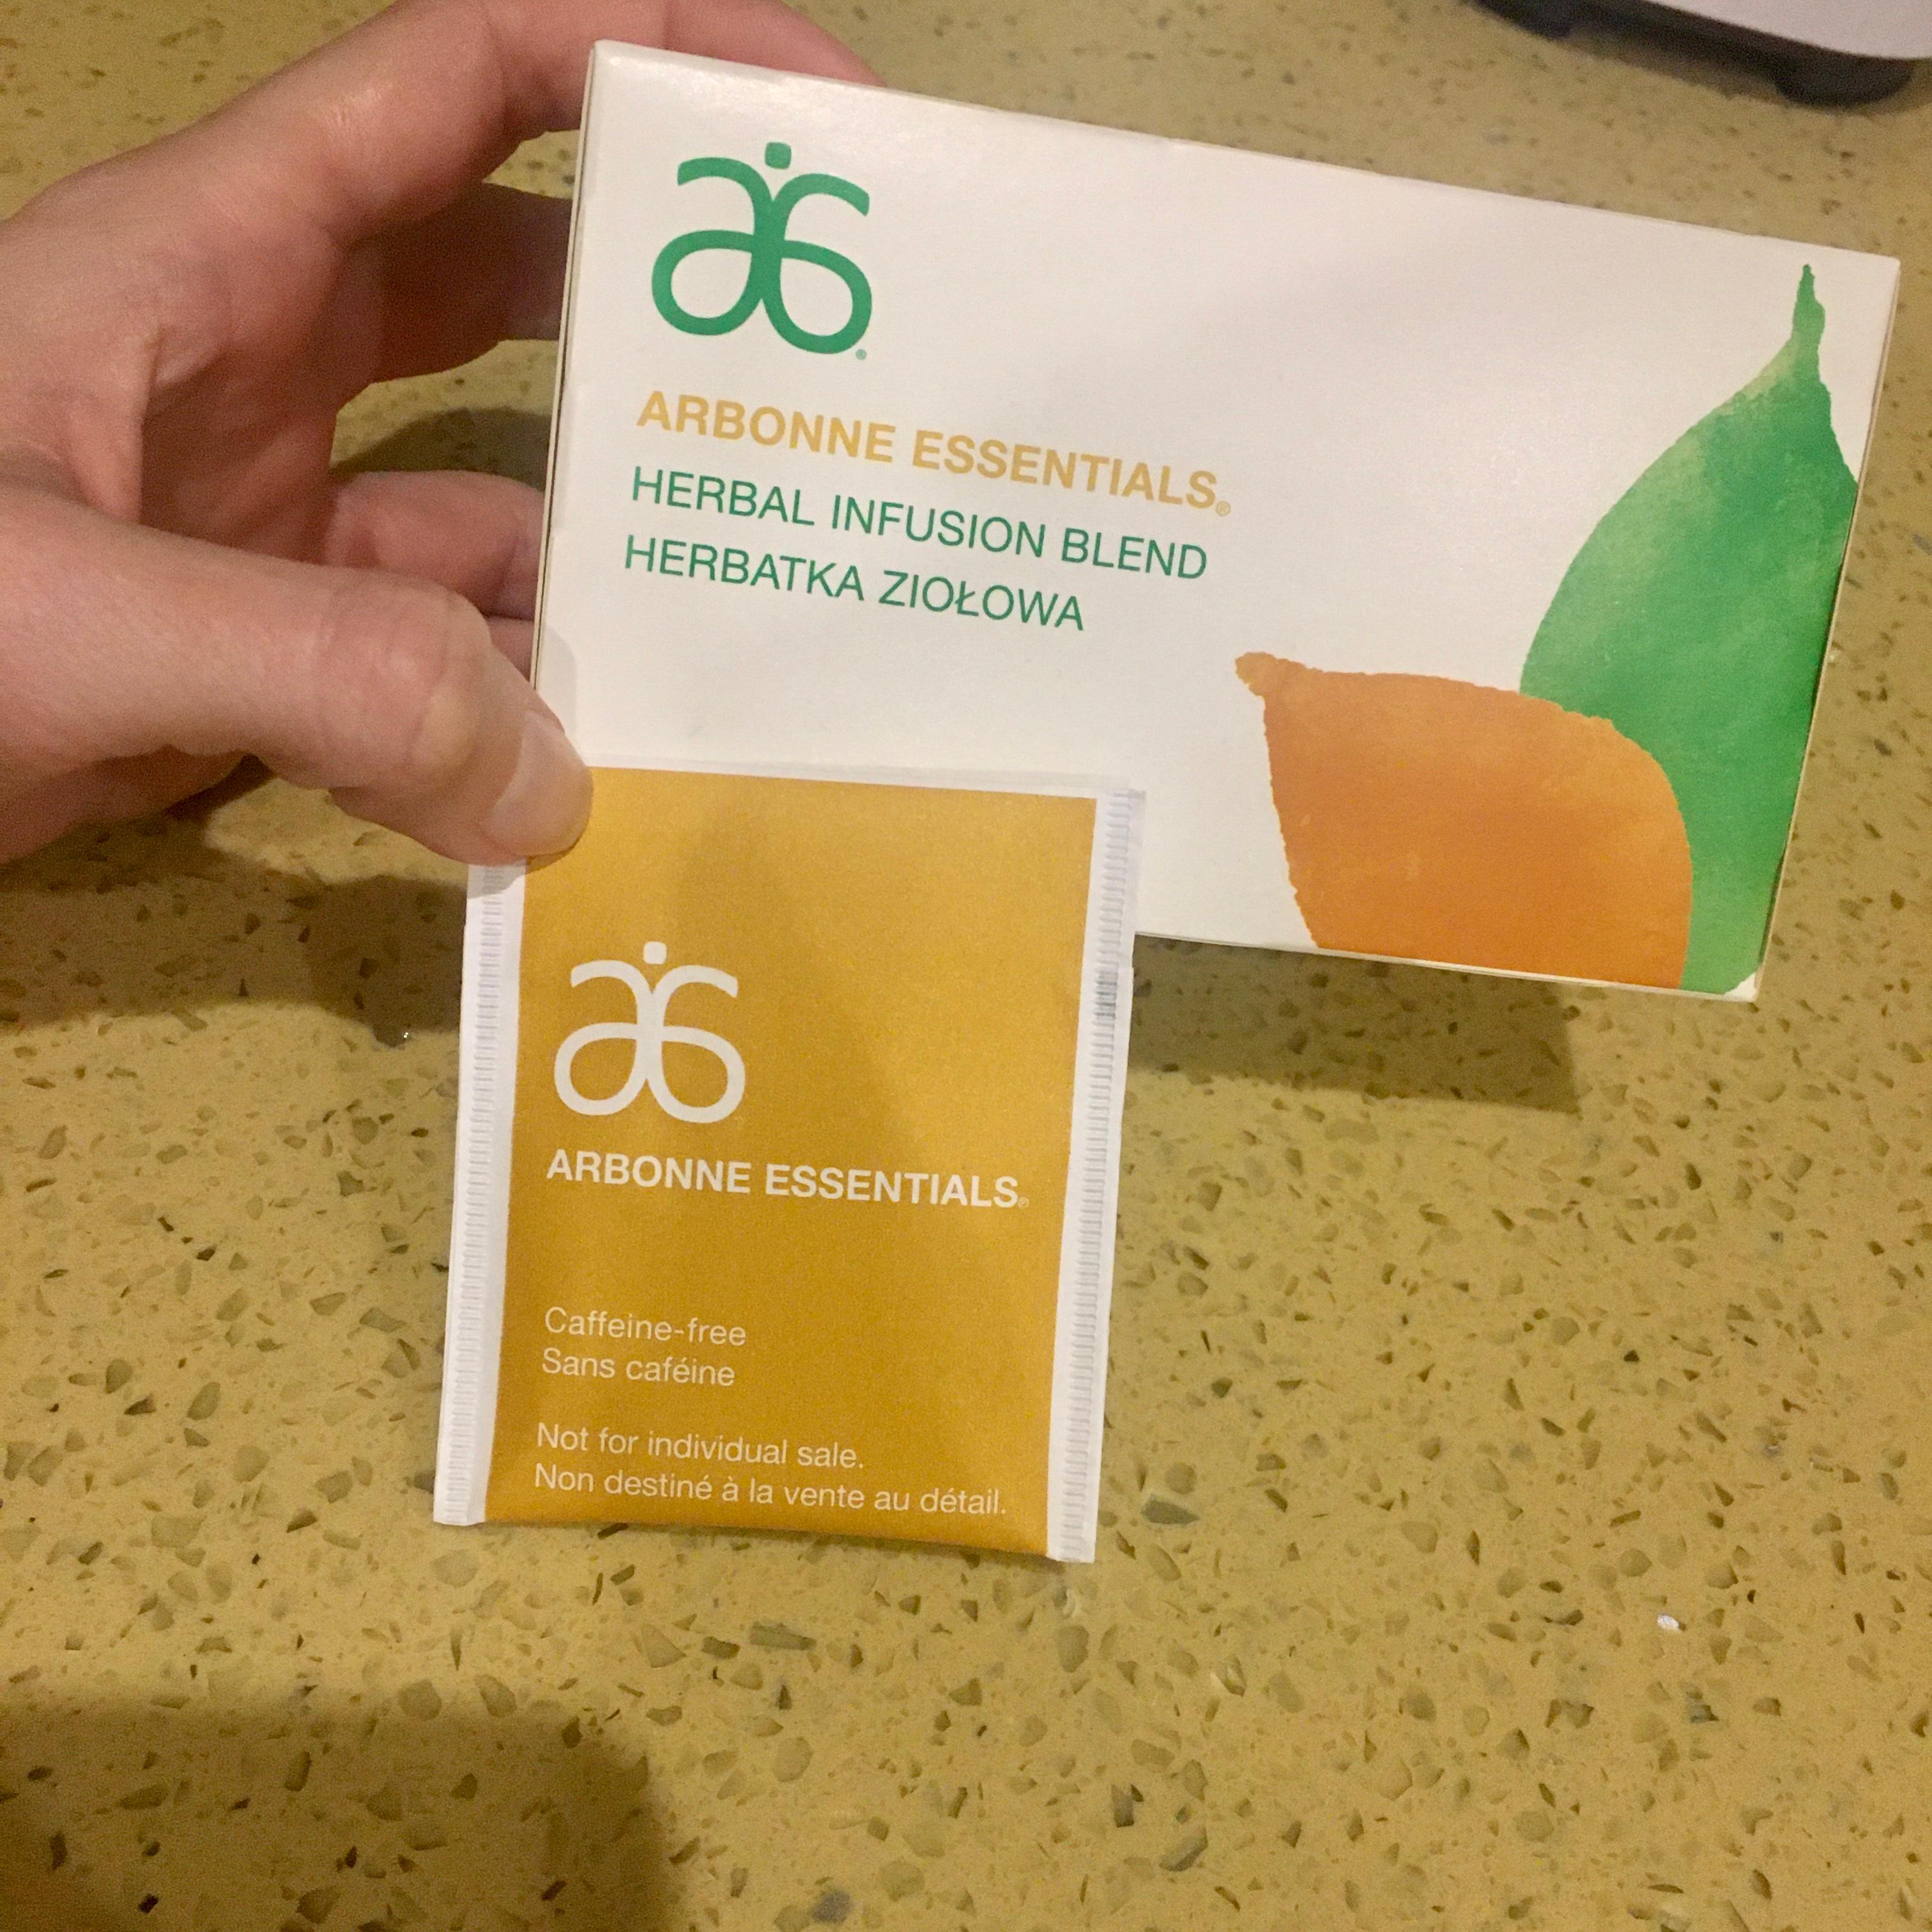 ARBONNE ESSENTIALS®
HERBAL INFUSION BLEND
HERBATKA ZIOŁOWA
ARBONNE ESSENTIALS®
Caffeine-free
Sans caféine
Not for individual sale.
Non destiné à la vente au détail.